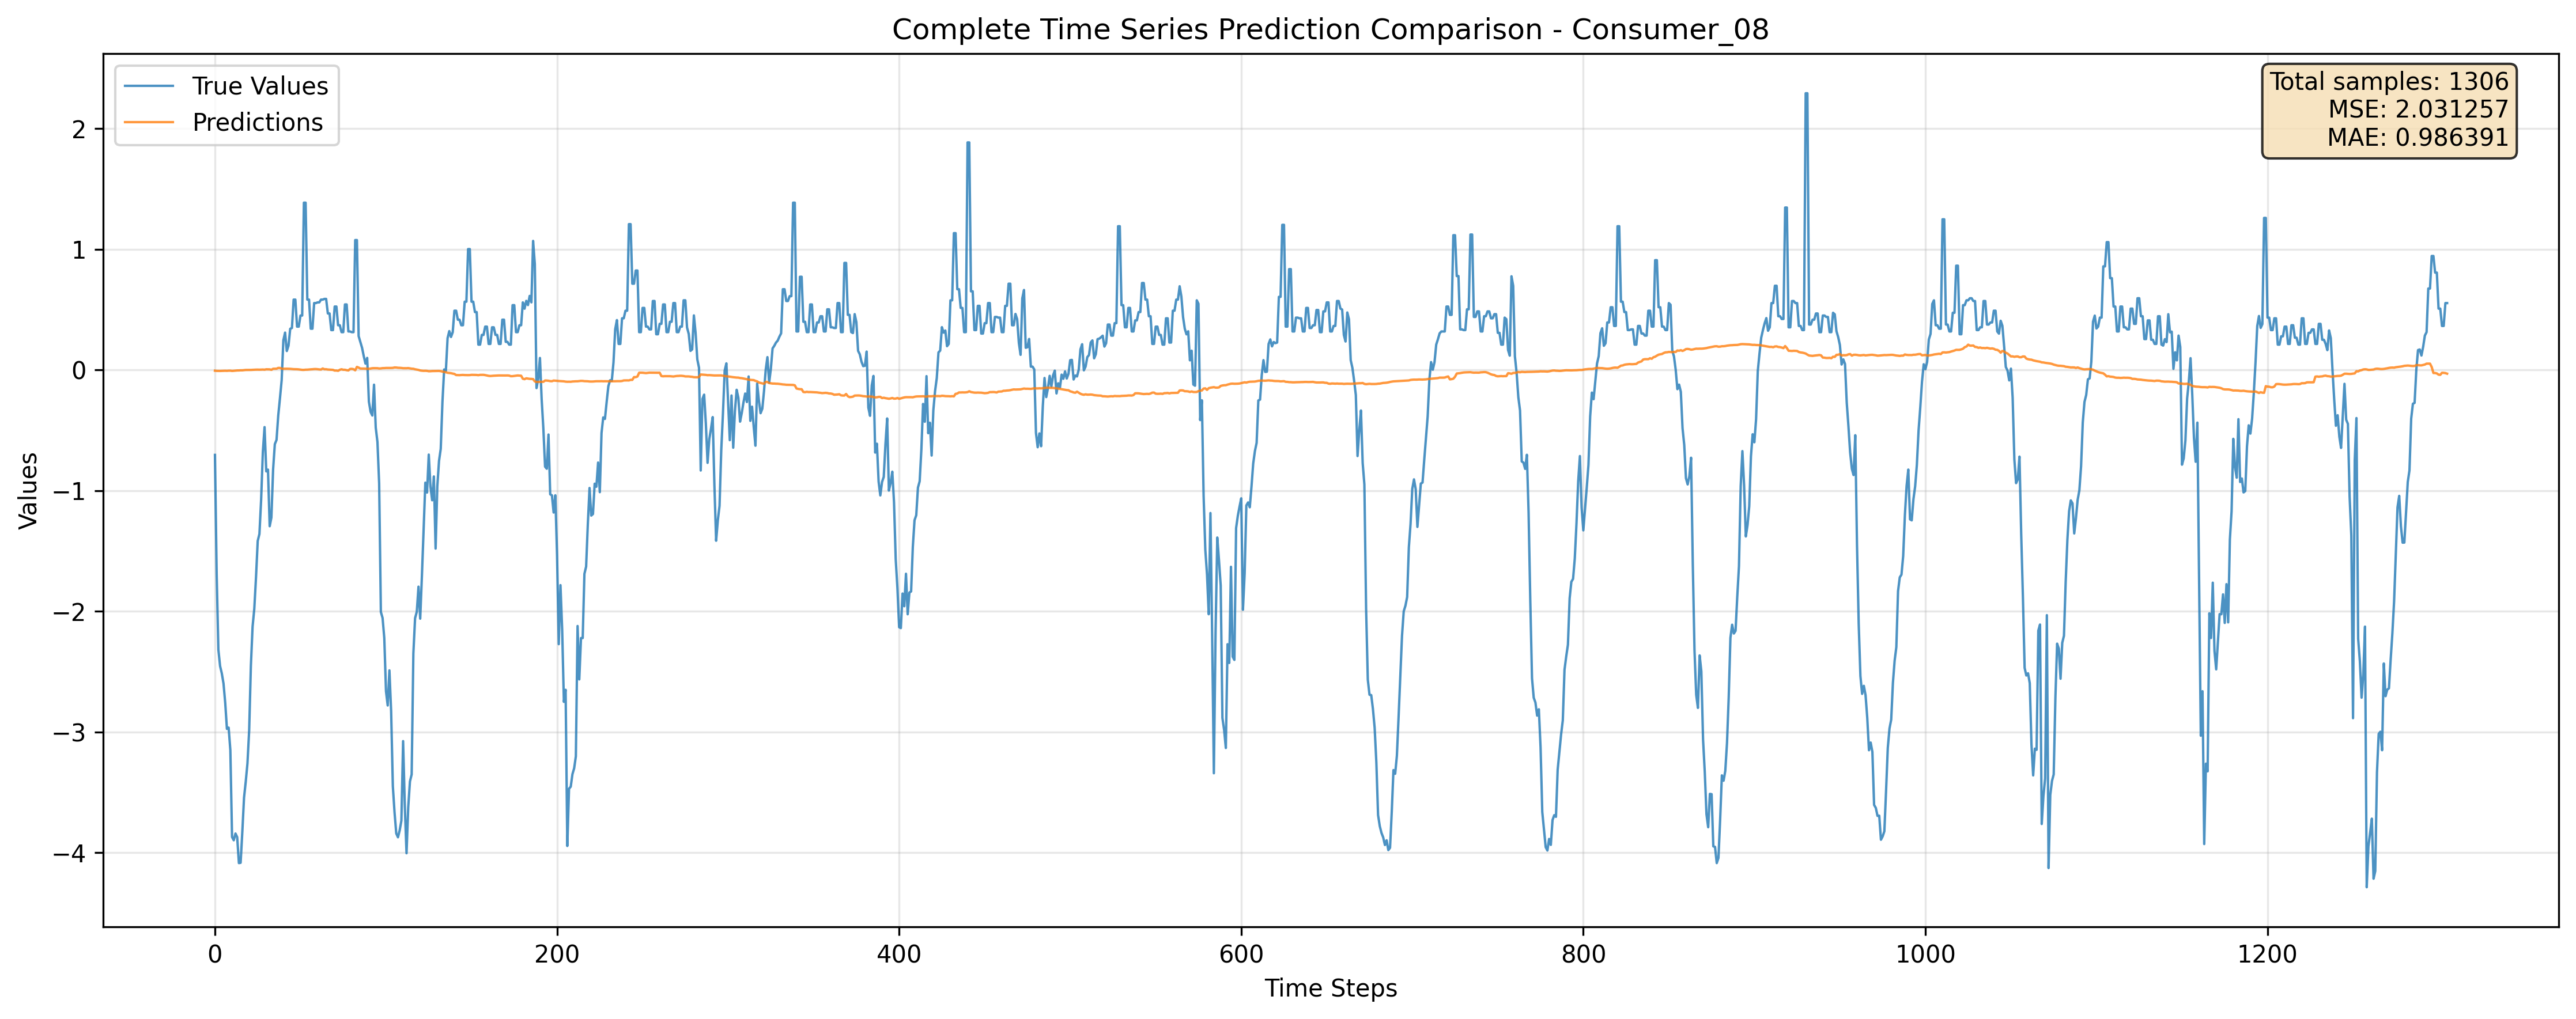 Complete Time Series Prediction Comparison - Consumer_08
True Values
Predictions
Total samples: 1306
MSE: 2.031257
MAE: 0.986391
Values
2
1
0
−1
−2
−3
−4
0
200
400
600
800
1000
1200
Time Steps